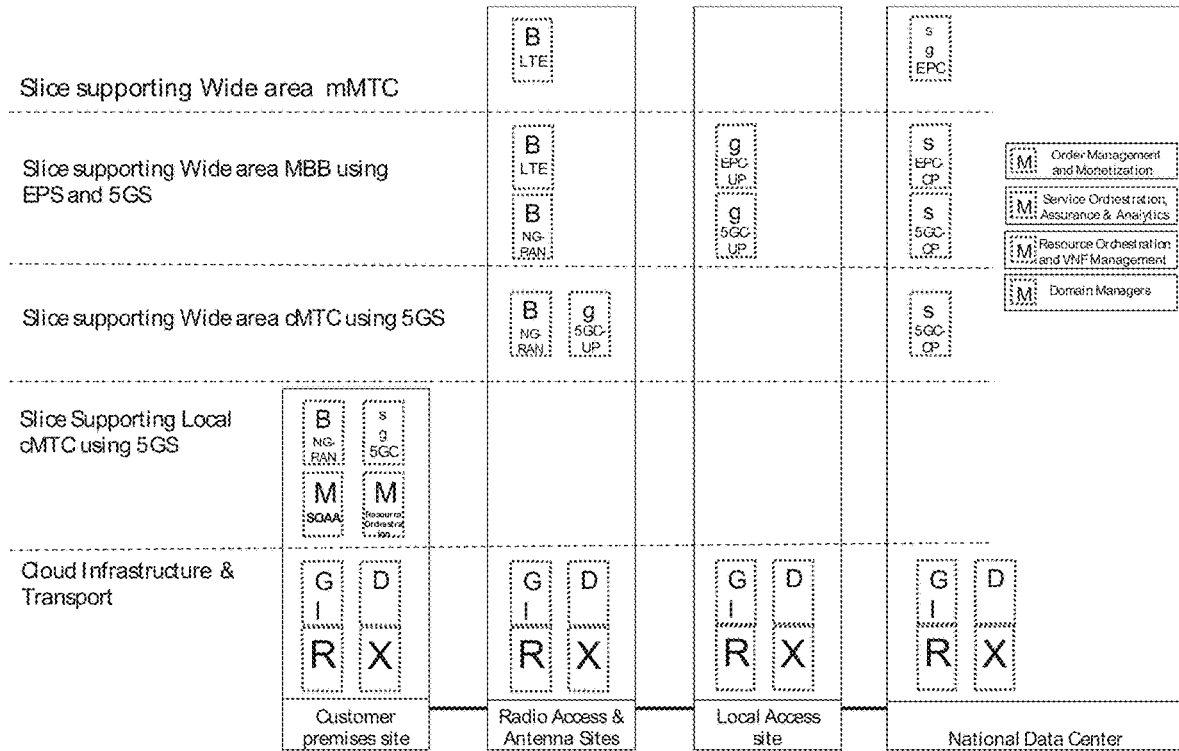 B
LTE
s
g
EPC
Slice supporting Wide area mMTC
Slice supporting Wide area MBB using
EPS and 5GS
B
LTE
g
EPC-
UP
s
EPC-
CP
B
NG-
RAN
g
5GC-
UP
s
5GC-
CP
M Order Management
and Monetization
M Service Orchestration,
Assurance & Analytics
M Resource Orchestration
and VNF Management
M Domain Managers
Slice supporting Wide area cMTC using 5GS
B
NG-
RAN
g
5GC-
UP
s
5GC-
CP
Slice Supporting Local
cMTC using 5GS
B
NG-
RAN
s
g
5GC
M
SOAA
M
Resource
Orchestra
tion
Cloud Infrastructure &
Transport
G
I
D
R
X
G
I
D
R
X
G
I
D
R
X
G
I
D
R
X
Customer
premises site
Radio Access &
Antenna Sites
Local Access
site
National Data Center